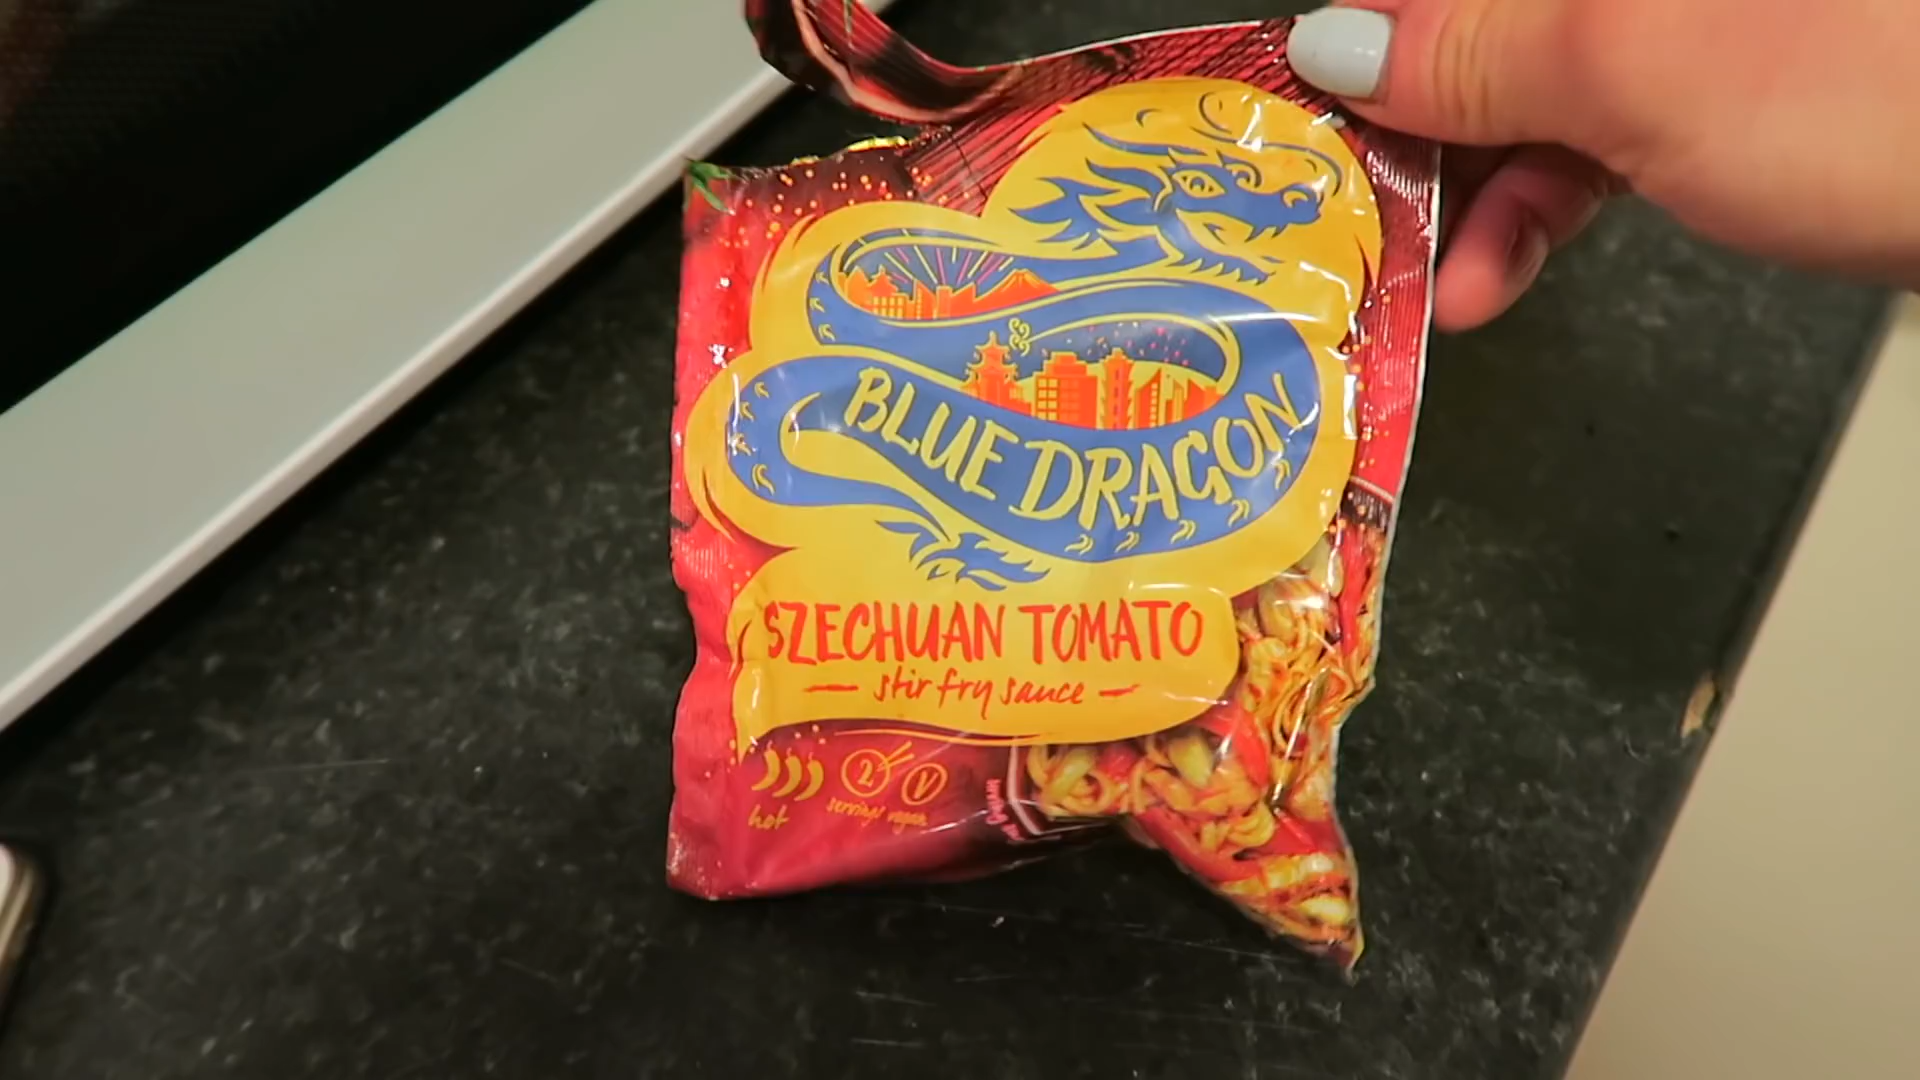 BLUE DRAGON
SZECHUAN TOMATO
stir fry sauce
2
V
hot
servings
vegan